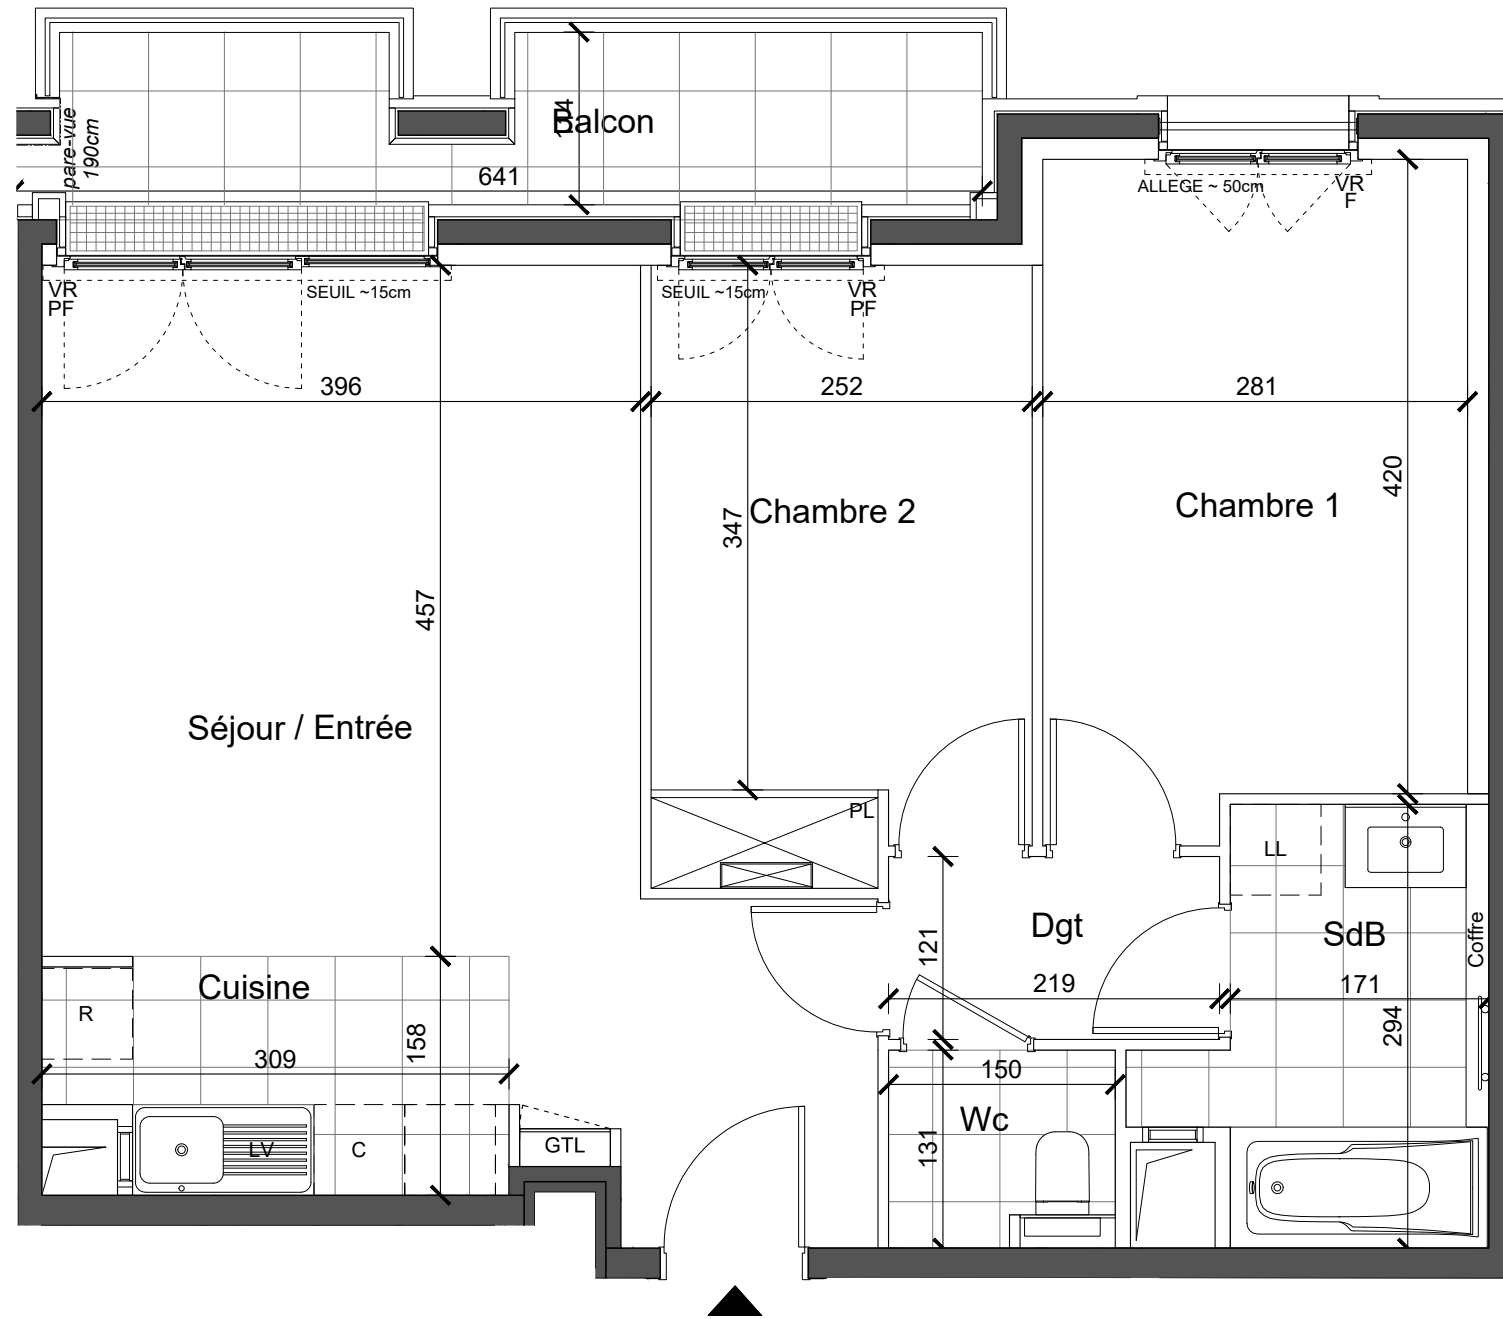 pare-vue
190cm
Balcon
114
641
ALLEGE ~ 50cm
VR
F
VR
PF
SEUIL ~15cm
SEUIL ~15cm
VR
PF
396
252
281
420
347
Chambre 2
Chambre 1
457
Séjour / Entrée
PL
LL
121
Dgt
SdB
Coffre
219
171
Cuisine
R
158
294
309
150
Wc
131
LV
C
GTL